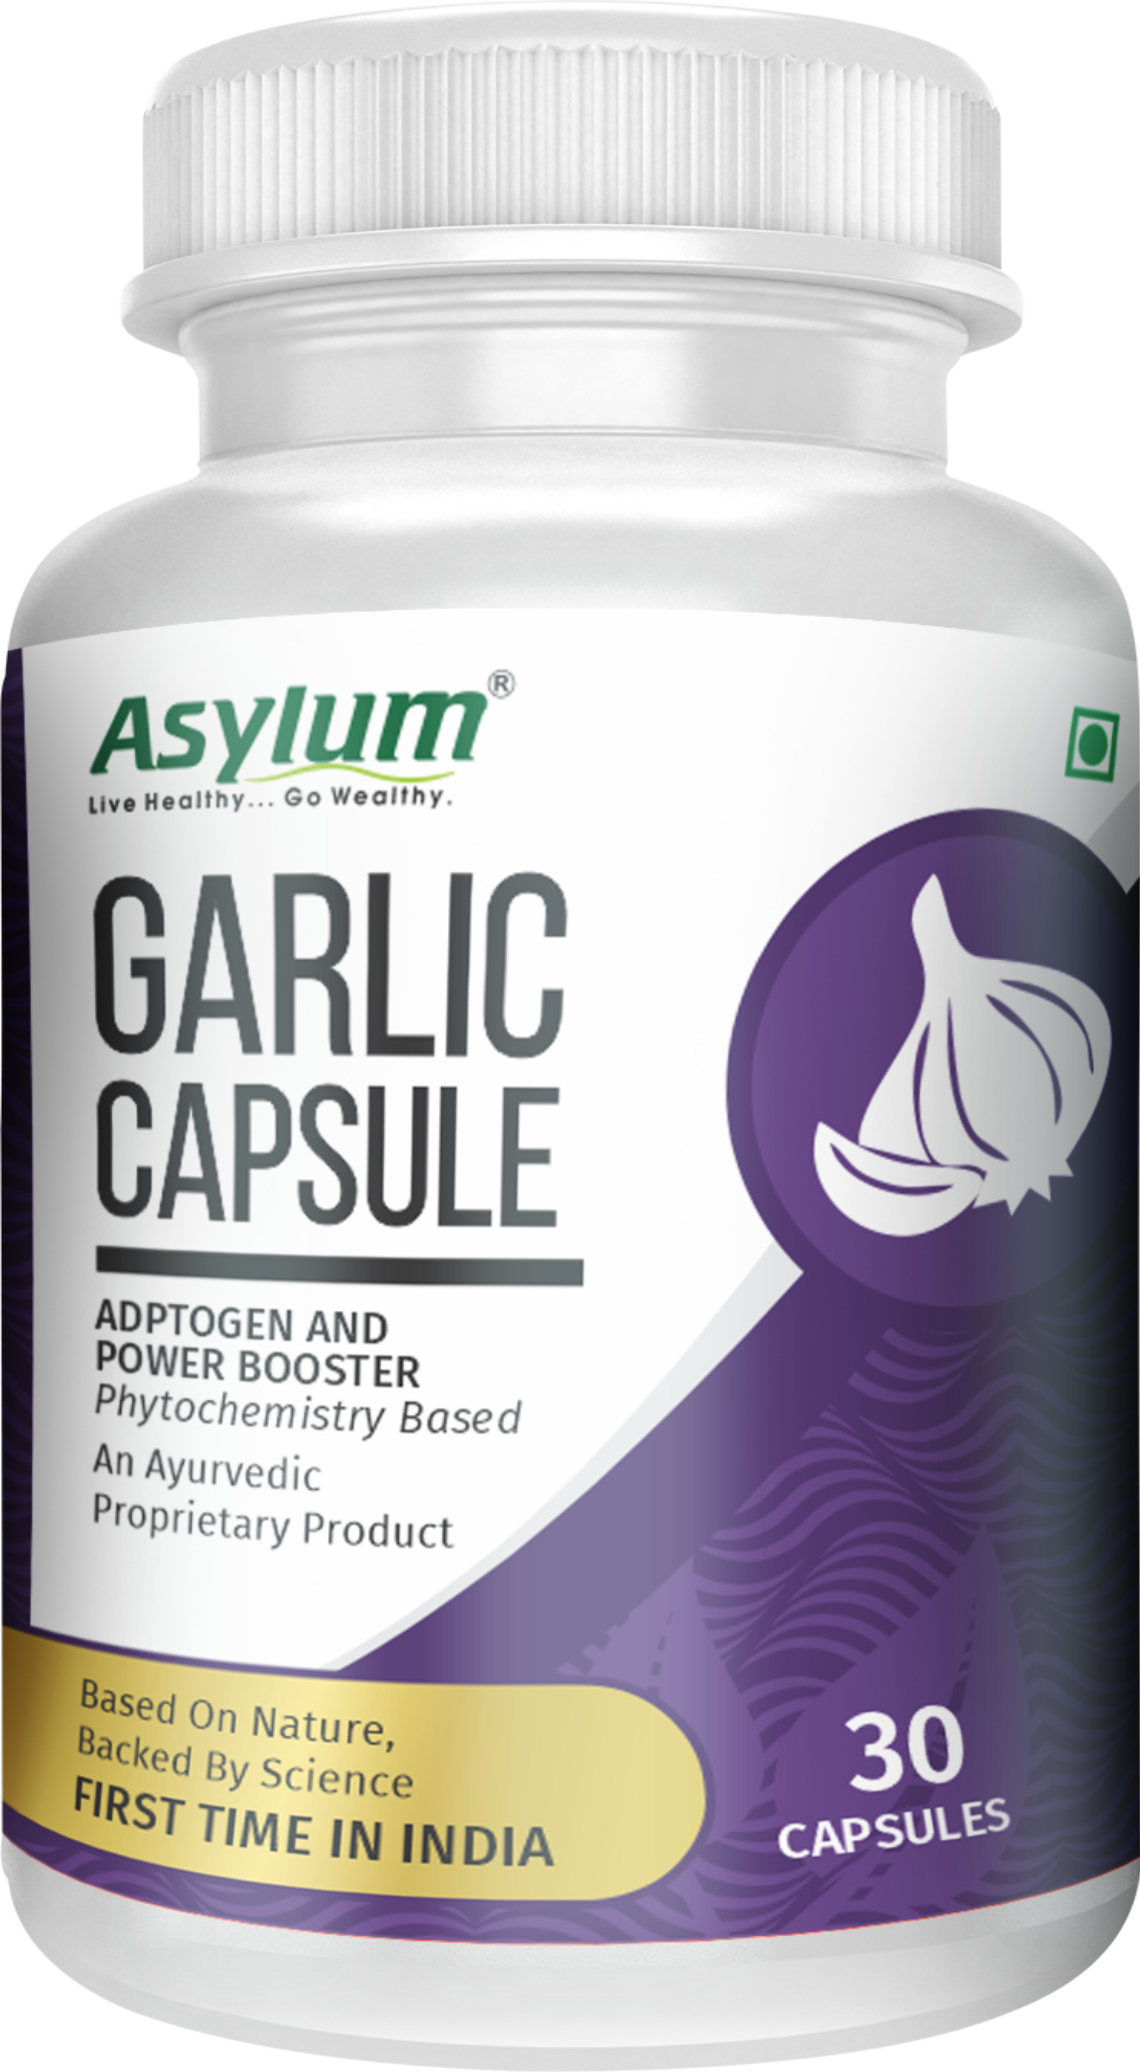 Asylum®
Live Healthy... Go Wealthy.
GARLIC
CAPSULE
ADPTOGEN AND
POWER BOOSTER
Phytochemistry Based
An Ayurvedic
Proprietary Product
Based On Nature,
Backed By Science
FIRST TIME IN INDIA
30
CAPSULES